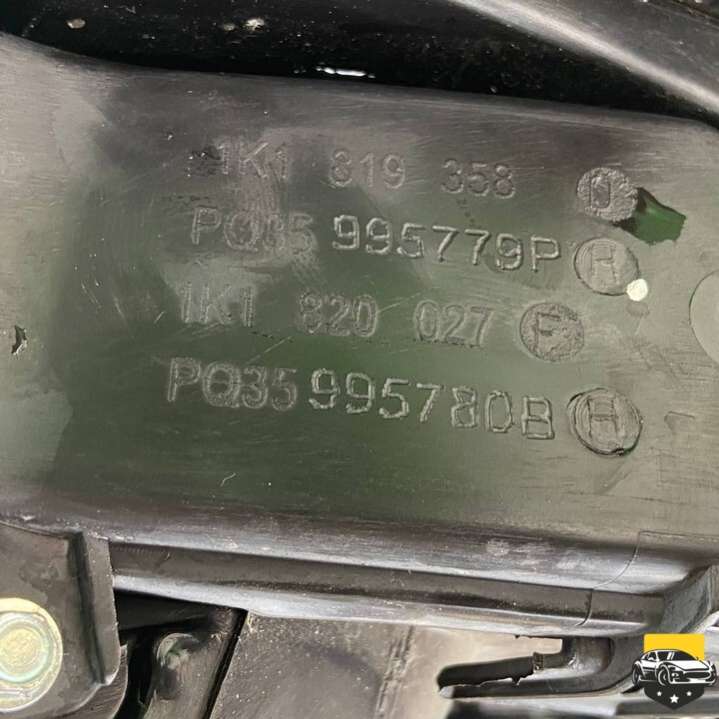 1K1 819 358 D
PQ35 995779P H
1K1 820 027 F
PQ35 995780B H